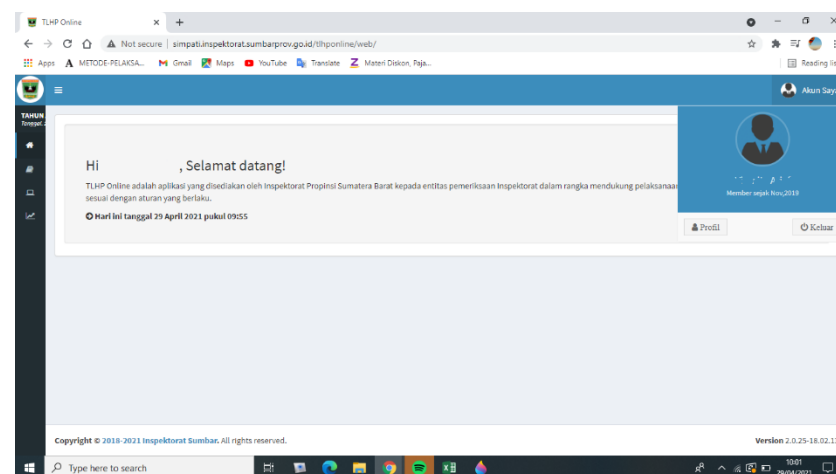 TLHP Online
Not secure | simpati.inspektorat.sumbarprov.go.id/tlhponline/web/
Apps METODE-PELAKSA... Gmail Maps YouTube Translate Materi Diskon, Paja... Reading lis
Akun Saya
TAHUN
Tanggal
Hi , Selamat datang!
TLHP Online adalah aplikasi yang disediakan oleh Inspektorat Propinsi Sumatera Barat kepada entitas pemeriksaan Inspektorat dalam rangka mendukung pelaksanaan
sesuai dengan aturan yang berlaku.
Hari ini tanggal 29 April 2021 pukul 09:55
Member sejak Nov,2019
Profil Keluar
Copyright © 2018-2021 Inspektorat Sumbar. All rights reserved. Version 2.0.25-18.02.1
Type here to search
10:01
29/04/2021